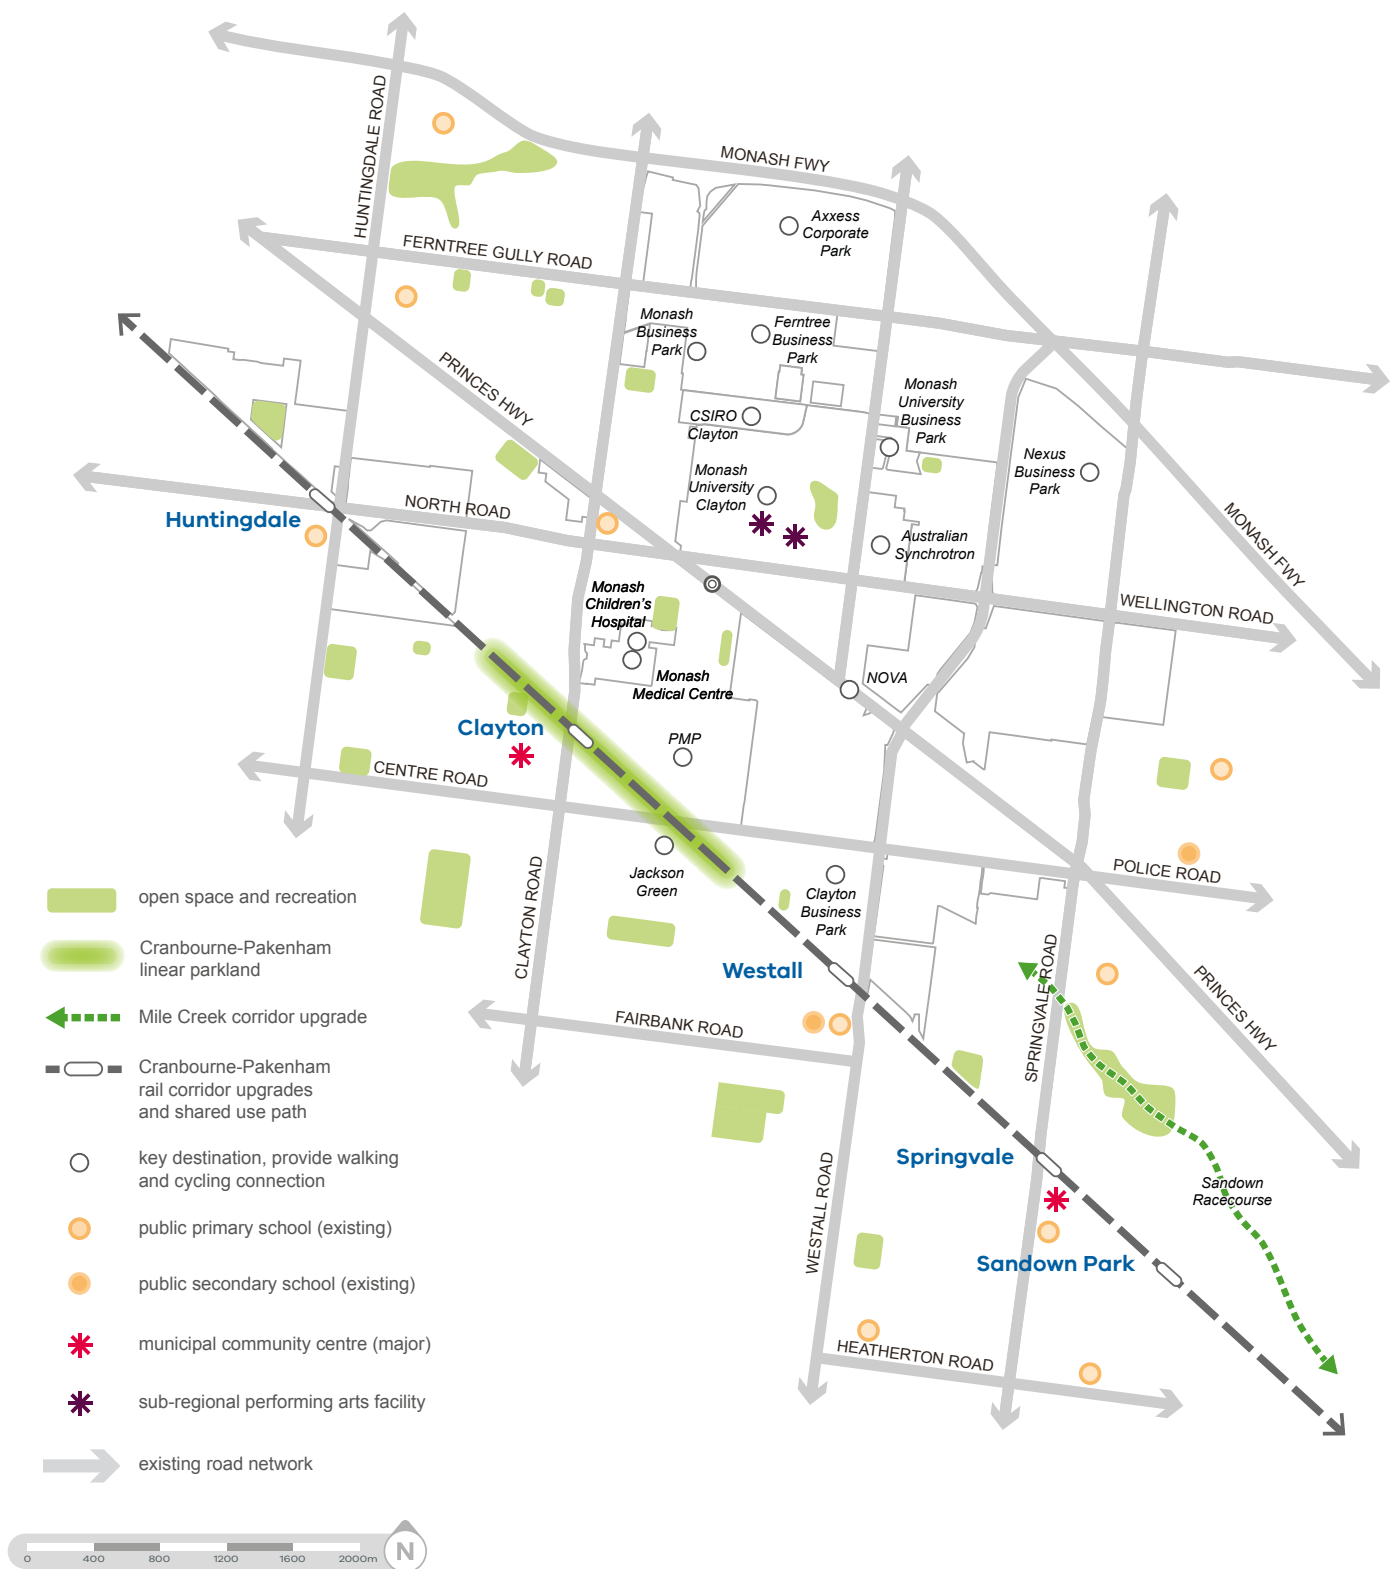 HUNTINGDALE ROAD
MONASH FWY
Axxess
Corporate
Park
FERNTREE GULLY ROAD
Monash
Business
Park
Ferntree
Business
Park
PRINCES HWY
Monash
University
Business
Park
CSIRO
Clayton
Nexus
Business
Park
Monash
University
Clayton
NORTH ROAD
Huntingdale
MONASH FWY
Australian
Synchrotron
Monash
Children's
Hospital
WELLINGTON ROAD
Monash
Medical Centre
NOVA
Clayton
PMP
CENTRE ROAD
POLICE ROAD
Jackson
Green
Clayton
Business
Park
CLAYTON ROAD
Westall
SPRINGVALE ROAD
PRINCES HWY
FAIRBANK ROAD
Springvale
Sandown
Racecourse
WESTALL ROAD
Sandown Park
HEATHERTON ROAD
open space and recreation
Cranbourne-Pakenham
linear parkland
Mile Creek corridor upgrade
Cranbourne-Pakenham
rail corridor upgrades
and shared use path
key destination, provide walking
and cycling connection
public primary school (existing)
public secondary school (existing)
municipal community centre (major)
sub-regional performing arts facility
existing road network
0 400 800 1200 1600 2000m
N